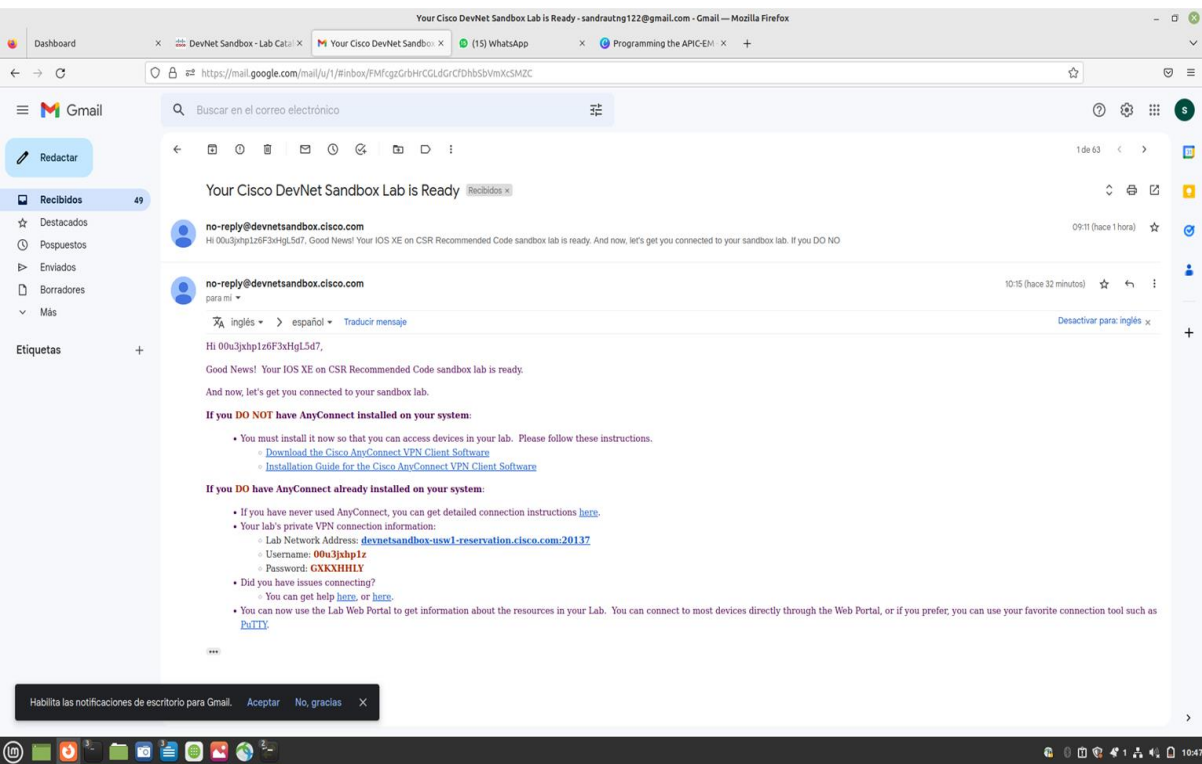 Your Cisco DevNet Sandbox Lab is Ready - sandrautng122@gmail.com - Gmail — Mozilla Firefox
Dashboard
DevNet Sandbox - Lab Cata
Your Cisco DevNet Sandbox
(15) WhatsApp
Programming the APIC-EM
https://mail.google.com/mail/u/1/#inbox/FMfcgzGrbHrCGLdGrCfDhbSbVmXcSMZC
Gmail
Buscar en el correo electrónico
S
Redactar
1 de 63
Your Cisco DevNet Sandbox Lab is Ready Recibidos ×
Recibidos 49
Destacados
Pospuestos
Enviados
Borradores
Más
Etiquetas
no-reply@devnetsandbox.cisco.com 09:11 (hace 1 hora)
Hi 00u3jxhp1z6F3xHgL5d7, Good News! Your IOS XE on CSR Recommended Code sandbox lab is ready. And now, let's get you connected to your sandbox lab. If you DO NO
no-reply@devnetsandbox.cisco.com 10:15 (hace 32 minutos)
para mí
inglés > español Traducir mensaje Desactivar para: inglés ×
Hi 00u3jxhp1z6F3xHgL5d7,
Good News! Your IOS XE on CSR Recommended Code sandbox lab is ready.
And now, let's get you connected to your sandbox lab.
If you DO NOT have AnyConnect installed on your system:
• You must install it now so that you can access devices in your lab. Please follow these instructions.
◦ Download the Cisco AnyConnect VPN Client Software
◦ Installation Guide for the Cisco AnyConnect VPN Client Software
If you DO have AnyConnect already installed on your system:
• If you have never used AnyConnect, you can get detailed connection instructions here.
• Your lab's private VPN connection information:
◦ Lab Network Address: devnetsandbox-usw1-reservation.cisco.com:20137
◦ Username: 00u3jxhp1z
◦ Password: GXKXHHLY
• Did you have issues connecting?
◦ You can get help here, or here.
• You can now use the Lab Web Portal to get information about the resources in your Lab. You can connect to most devices directly through the Web Portal, or if you prefer, you can use your favorite connection tool such as
PuTTY.
Habilita las notificaciones de escritorio para Gmail. Aceptar No, gracias X
1 10:47